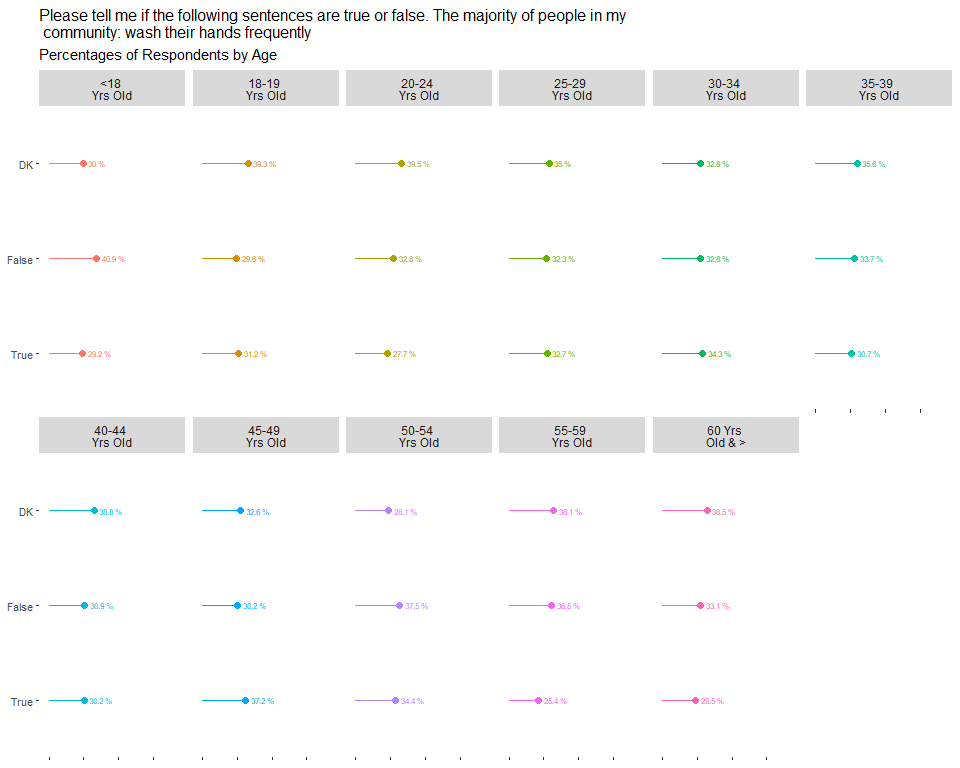 Please tell me if the following sentences are true or false. The majority of people in my
community: wash their hands frequently
Percentages of Respondents by Age
<18
Yrs Old
18-19
Yrs Old
20-24
Yrs Old
25-29
Yrs Old
30-34
Yrs Old
35-39
Yrs Old
DK
30 %
39.3 %
39.5 %
35 %
32.8 %
35.6 %
False
40.9 %
29.6 %
32.8 %
32.3 %
32.8 %
33.7 %
True
29.2 %
31.2 %
27.7 %
32.7 %
34.3 %
30.7 %
40-44
Yrs Old
45-49
Yrs Old
50-54
Yrs Old
55-59
Yrs Old
60 Yrs
Old & >
DK
38.8 %
32.6 %
28.1 %
38.1 %
38.5 %
False
30.9 %
30.2 %
37.5 %
36.5 %
33.1 %
True
30.2 %
37.2 %
34.4 %
25.4 %
28.5 %